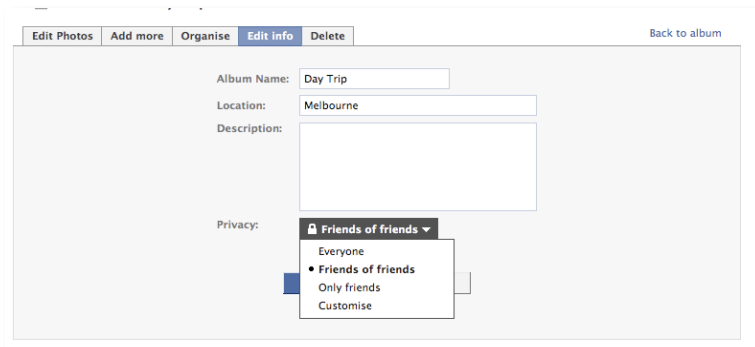 Edit Photos Add more Organise Edit info Delete Back to album
Album Name: Day Trip
Location: Melbourne
Description:
Privacy: Friends of friends
Everyone
Friends of friends
Only friends
Customise